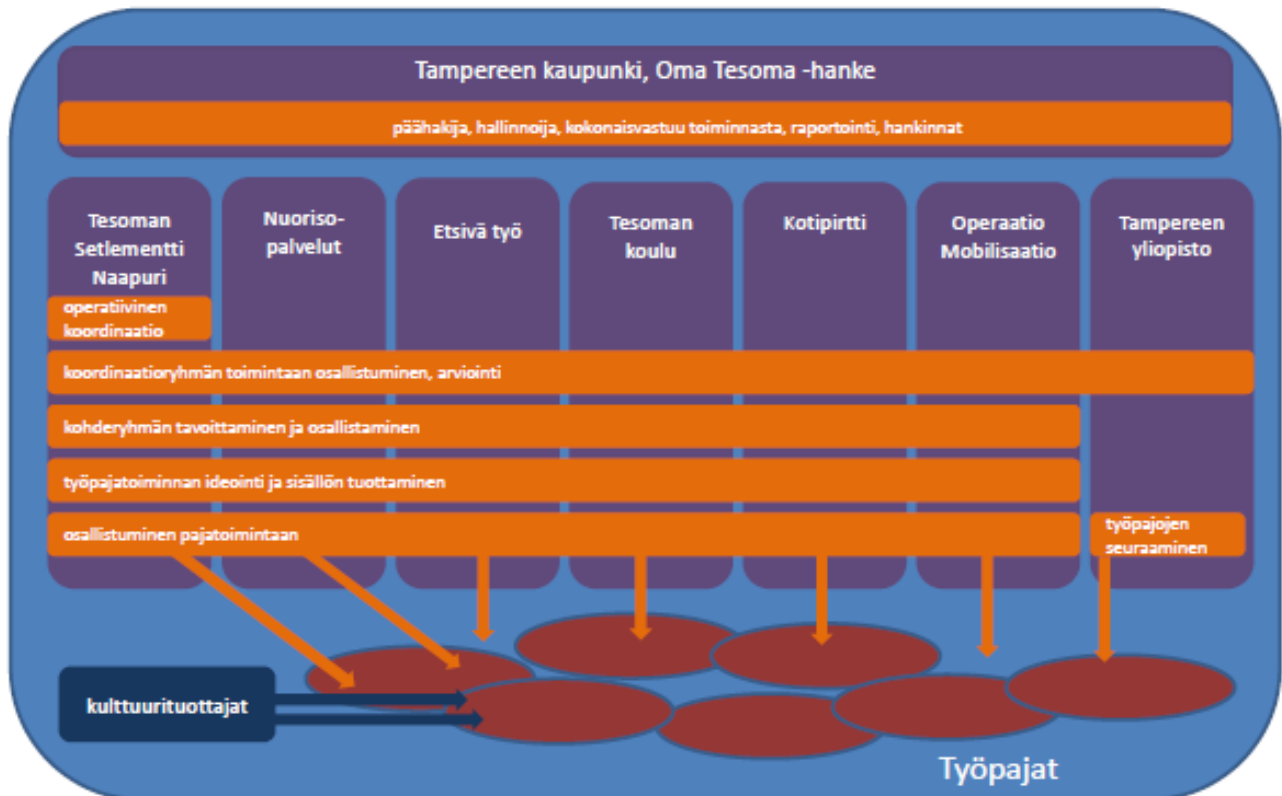 Tampereen kaupunki, Oma Tesoma -hanke
päähakija, hallinnoija, kokonaisvastuu toiminnasta, raportointi, hankinnat
Tesoman
Setlementti
Naapuri
Nuoriso-
palvelut
Etsivä työ
Tesoman
koulu
Kotipirtti
Operaatio
Mobilisaatio
Tampereen
yliopisto
operatiivinen
koordinaatio
koordinaatioryhmän toimintaan osallistuminen, arviointi
kohderyhmän tavoittaminen ja osallistaminen
työpajatoiminnan ideointi ja sisällön tuottaminen
osallistuminen pajatoimintaan
työpajojen
seuraaminen
kulttuurituottajat
Työpajat